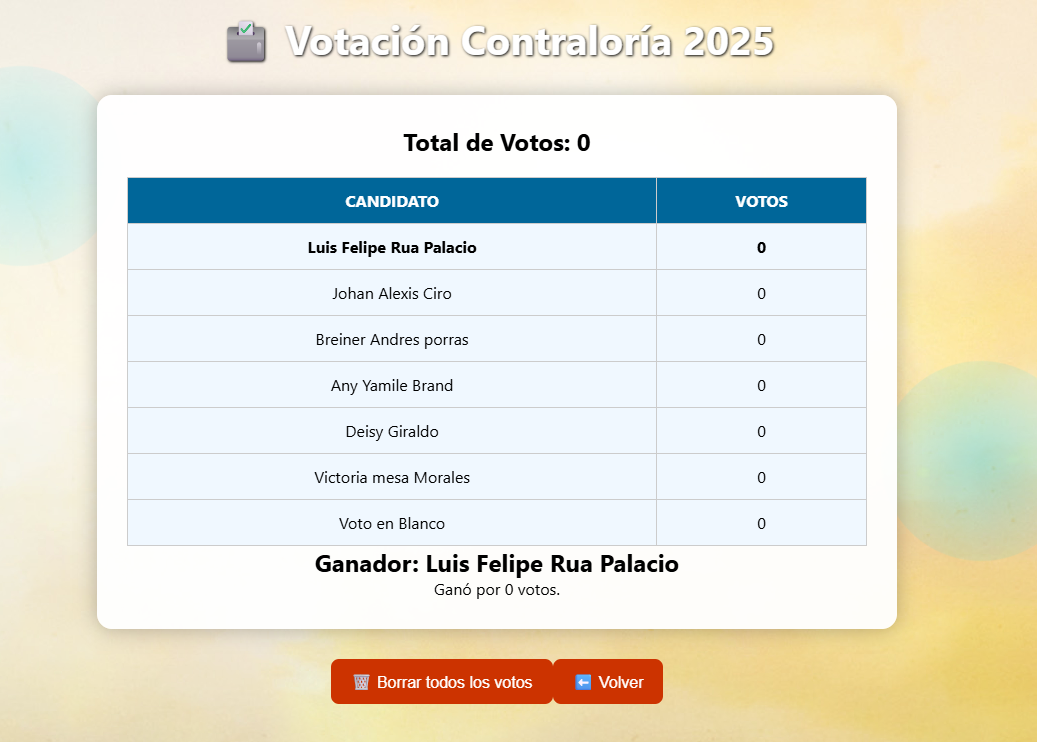 Votación Contraloría 2025
Total de Votos: 0
CANDIDATO VOTOS
Luis Felipe Rua Palacio 0
Johan Alexis Ciro 0
Breiner Andres porras 0
Any Yamile Brand 0
Deisy Giraldo 0
Victoria mesa Morales 0
Voto en Blanco 0
Ganador: Luis Felipe Rua Palacio
Ganó por 0 votos.
Borrar todos los votos Volver